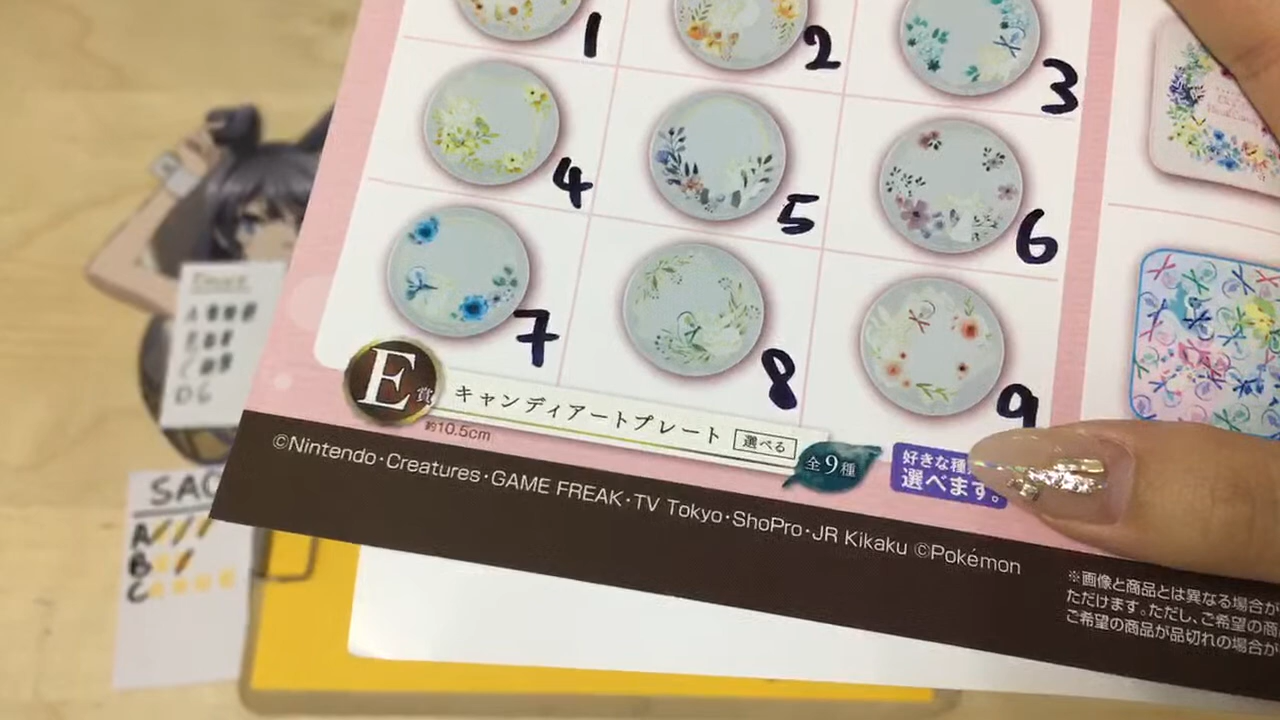 1
2
3
4
5
6
7
8
9
E賞
キャンディアートプレート 選べる
約10.5cm
全9種
好きな種
選べます。
©Nintendo・Creatures・GAME FREAK・TV Tokyo・ShoPro・JR Kikaku ©Pokémon
※画像と商品とは異なる場合が
ただけます。ただし、ご希望の商
ご希望の商品が品切れの場合が
SAO
A
B
C